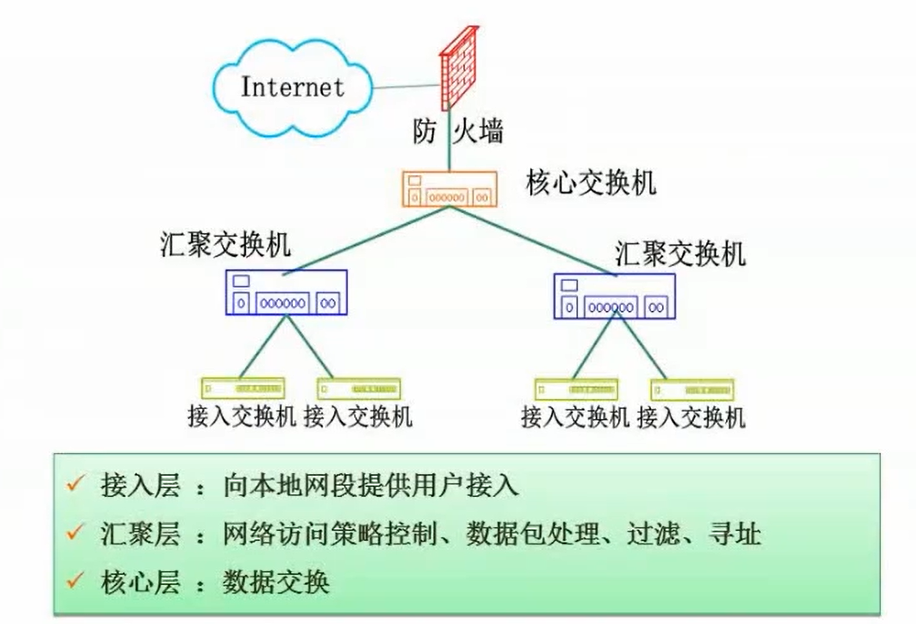 Internet
防火墙
核心交换机
汇聚交换机
汇聚交换机
接入交换机 接入交换机 接入交换机 接入交换机
✓ 接入层 ：向本地网段提供用户接入
✓ 汇聚层 ：网络访问策略控制、数据包处理、过滤、寻址
✓ 核心层 ：数据交换